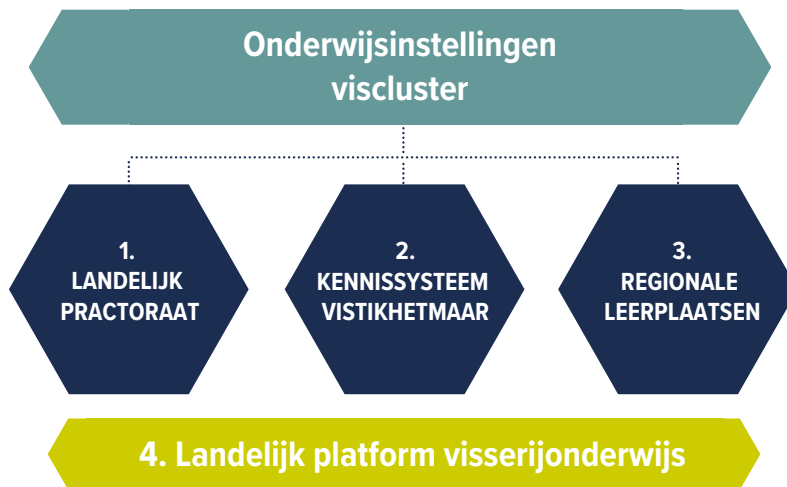 Onderwijsinstellingen
viscluster
1.
LANDELIJK
PRACTORAAT
2.
KENNISSYSTEEM
VISTIKHETMAAR
3.
REGIONALE
LEERPLAATSEN
4. Landelijk platform visserijonderwijs